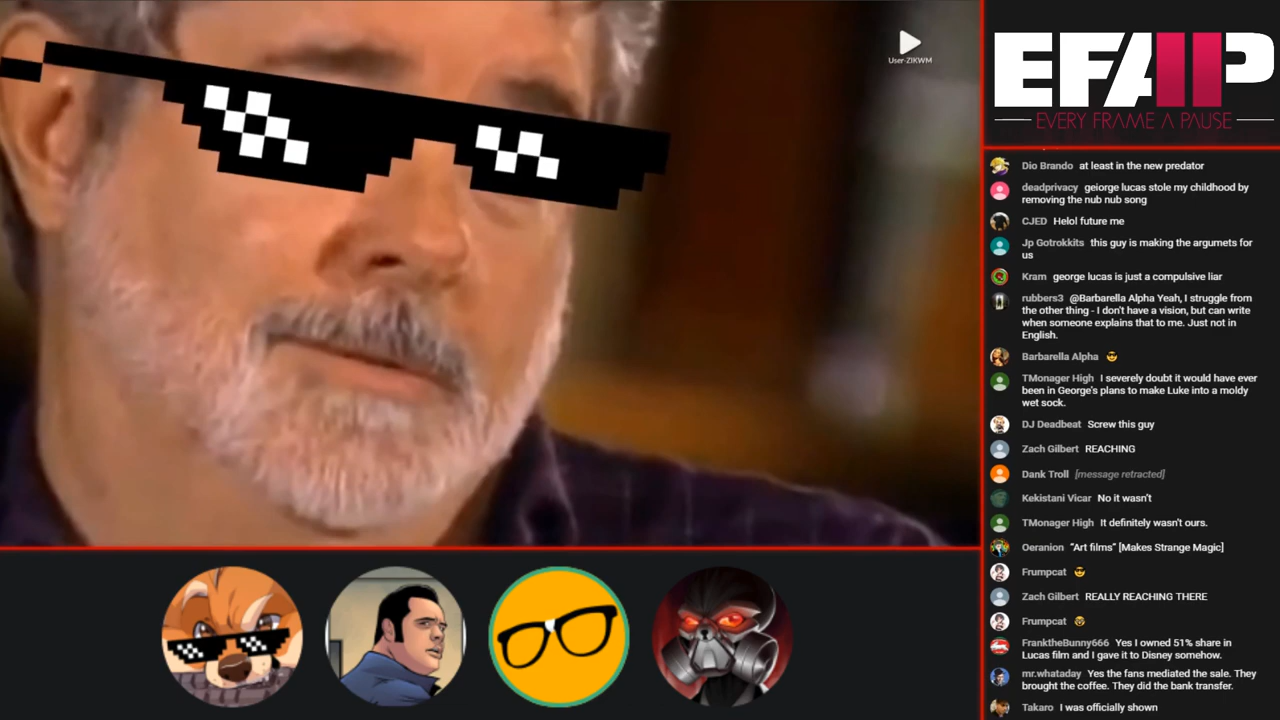 User-ZIKWM
EFAP
EVERY FRAME A PAUSE
Dio Brando at least in the new predator
deadprivacy geiorge lucas stole my childhood by
removing the nub nub song
CJED Helol future me
Jp Gotrokkits this guy is making the argumets for
us
Kram george lucas is just a compulsive liar
rubbers3 @Barbarella Alpha Yeah, I struggle from
the other thing - I don't have a vision, but can write
when someone explains that to me. Just not in
English.
Barbarella Alpha 😎
TMonager High I severely doubt it would have ever
been in George's plans to make Luke into a moldy
wet sock.
DJ Deadbeat Screw this guy
Zach Gilbert REACHING
Dank Troll [message retracted]
Kekistani Vicar No it wasn't
TMonager High It definitely wasn't ours.
Oeranion "Art films" [Makes Strange Magic]
Frumpcat 😎
Zach Gilbert REALLY REACHING THERE
Frumpcat
FranktheBunny666 Yes I owned 51% share in
Lucas film and I gave it to Disney somehow.
mr.whataday Yes the fans mediated the sale. They
brought the coffee. They did the bank transfer.
Takaro I was officially shown